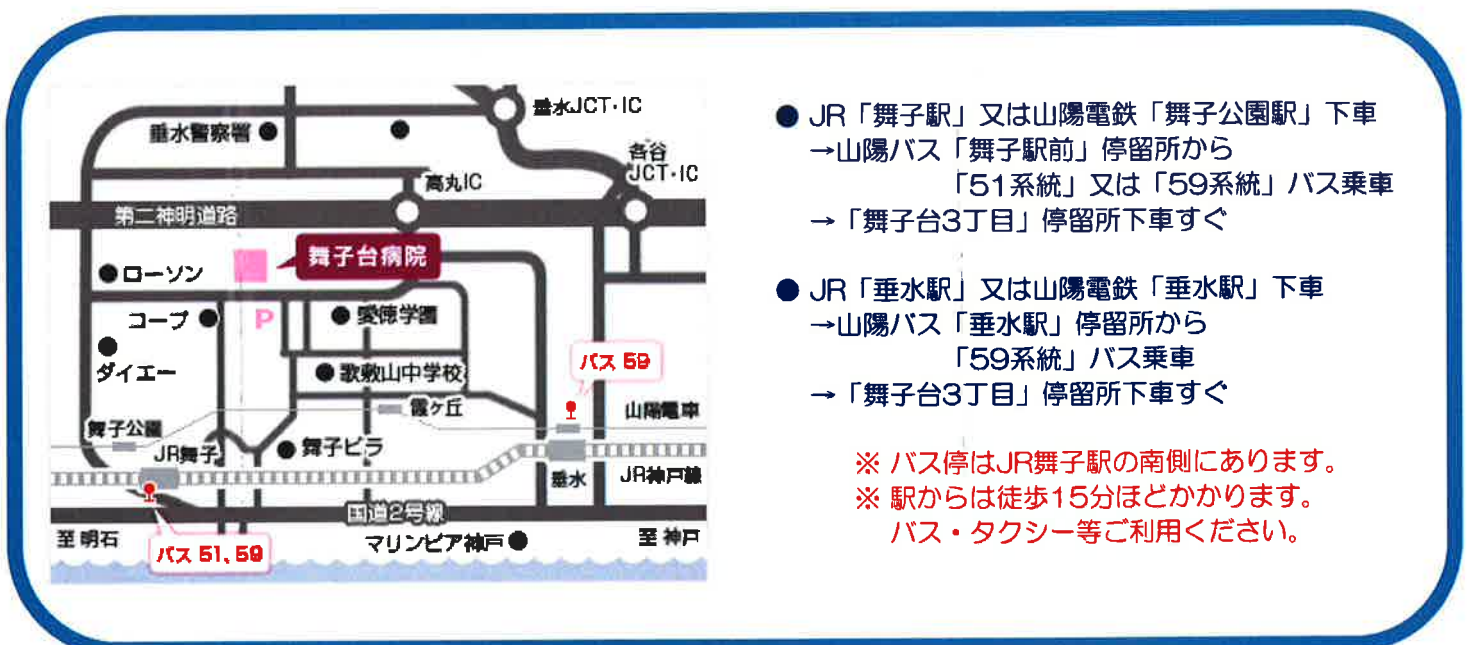 垂水JCT・IC
垂水警察署
名谷
JCT・IC
高丸IC
第二神明道路
舞子台病院
ローソン
コープ
P
愛徳学園
ダイエー
歌敷山中学校
バス 59
霞ヶ丘
山陽電車
舞子公園
JR舞子
舞子ビラ
垂水
JR神戸線
国道2号線
至 明石
バス 51、59
マリンピア神戸
至 神戸
● JR「舞子駅」又は山陽電鉄「舞子公園駅」下車
→山陽バス「舞子駅前」停留所から
「51系統」又は「59系統」バス乗車
→「舞子台3丁目」停留所下車すぐ
● JR「垂水駅」又は山陽電鉄「垂水駅」下車
→山陽バス「垂水駅」停留所から
「59系統」バス乗車
→「舞子台3丁目」停留所下車すぐ
※ バス停はJR舞子駅の南側にあります。
※ 駅からは徒歩15分ほどかかります。
バス・タクシー等ご利用ください。